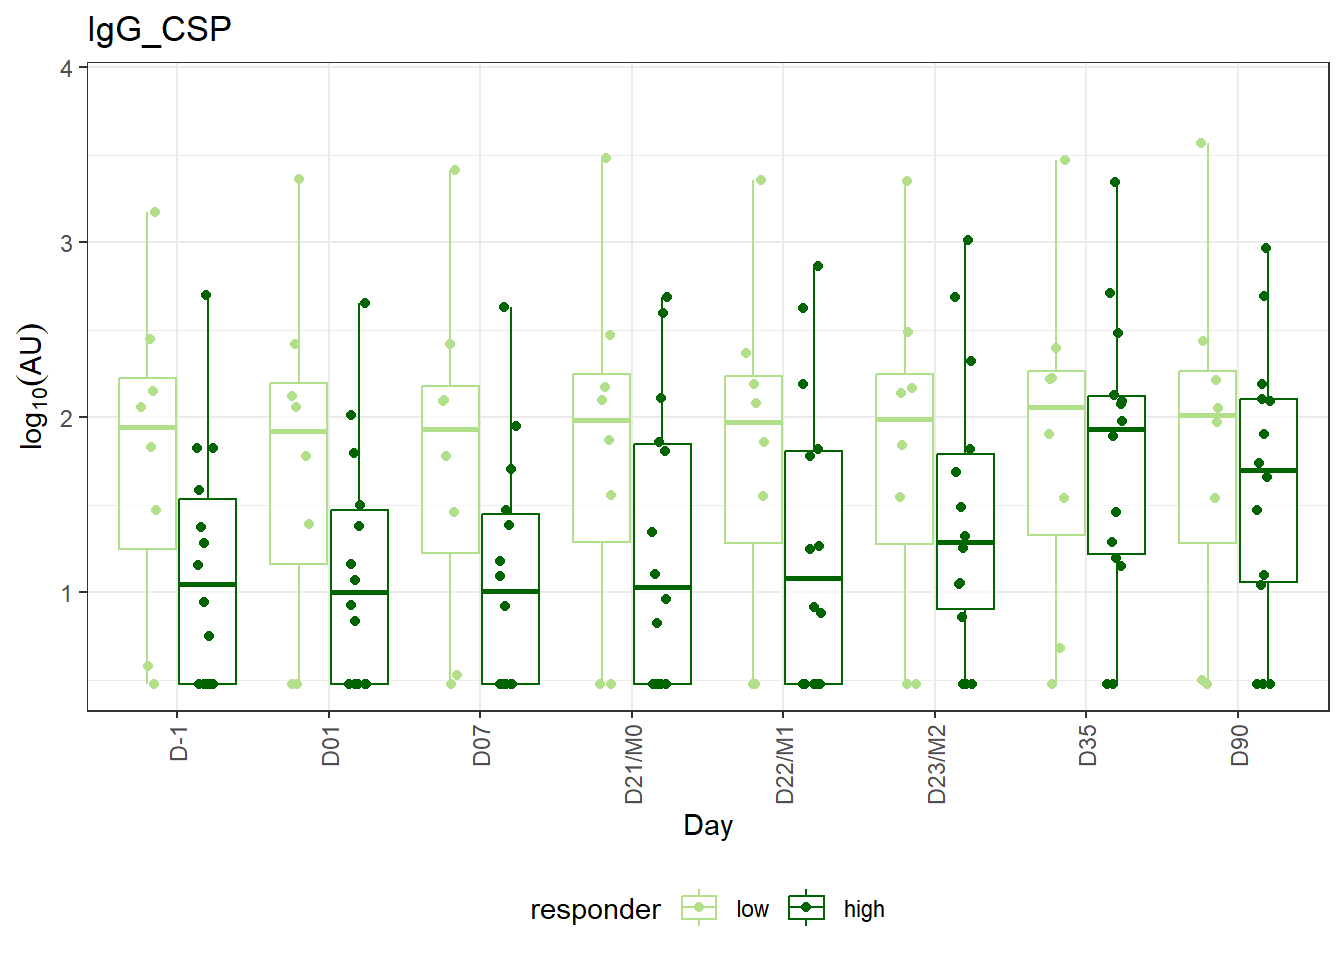 IgG_CSP
4
3
2
1
log10(AU)
D-1
D01
D07
D21/M0
D22/M1
D23/M2
D35
D90
Day
responder low high